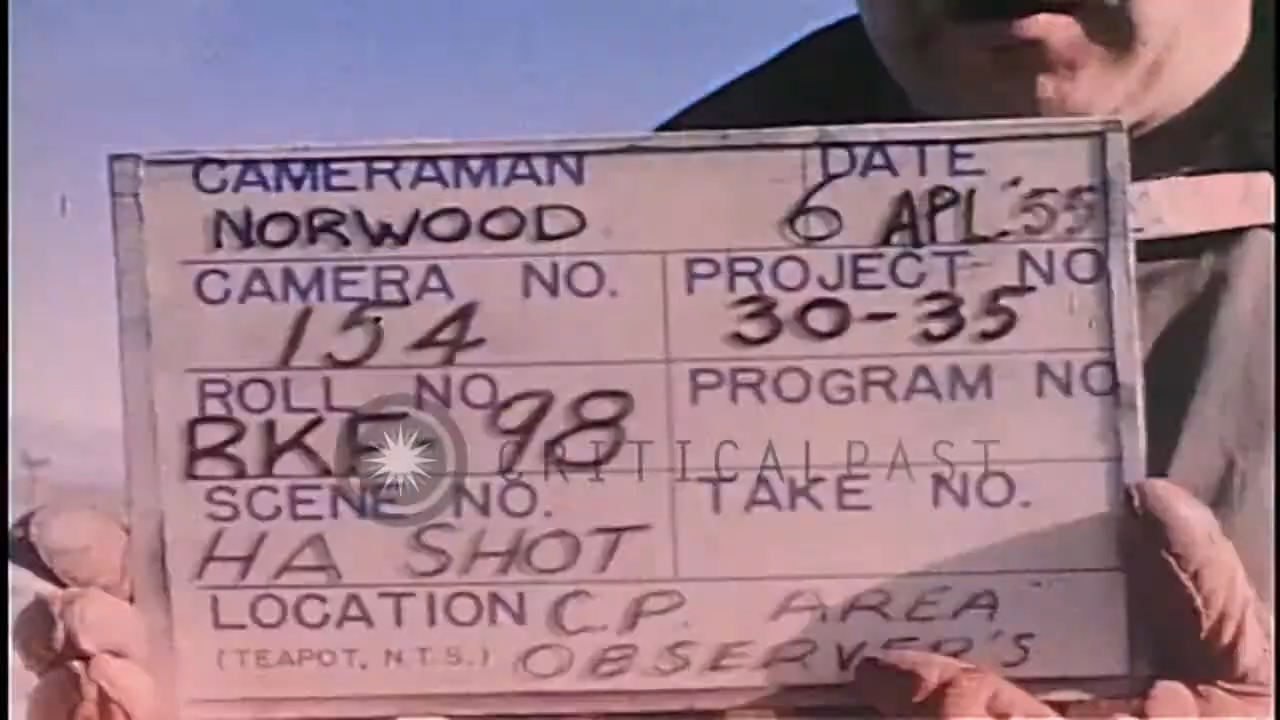 CAMERAMAN DATE
NORWOOD 6 APL. '55
CAMERA NO. PROJECT NO
154 30-35
ROLL NO. PROGRAM NO
BKF 98
CRITICALPAST
SCENE NO. TAKE NO.
HA SHOT
LOCATION C.P. AREA
(TEAPOT, N.T.S.) OBSERVER'S